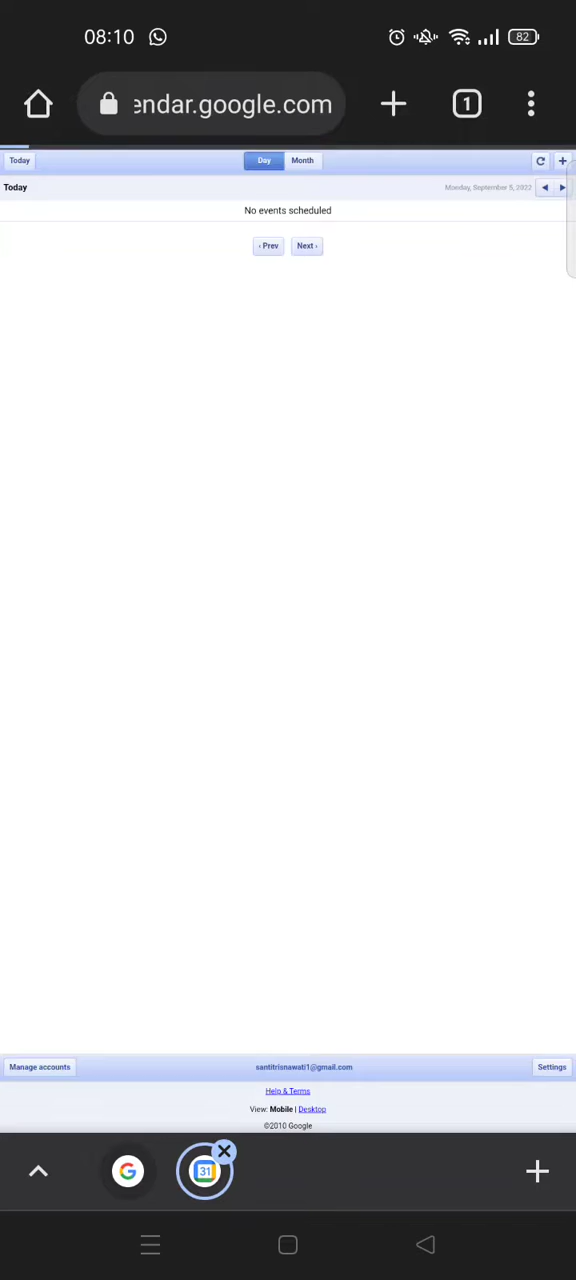 08:10
82
endar.google.com
1
Today
Day
Month
Today
Monday, September 5, 2022
No events scheduled
‹ Prev
Next ›
Manage accounts
santitrisnawati1@gmail.com
Settings
Help & Terms
View: Mobile | Desktop
©2010 Google
G
31